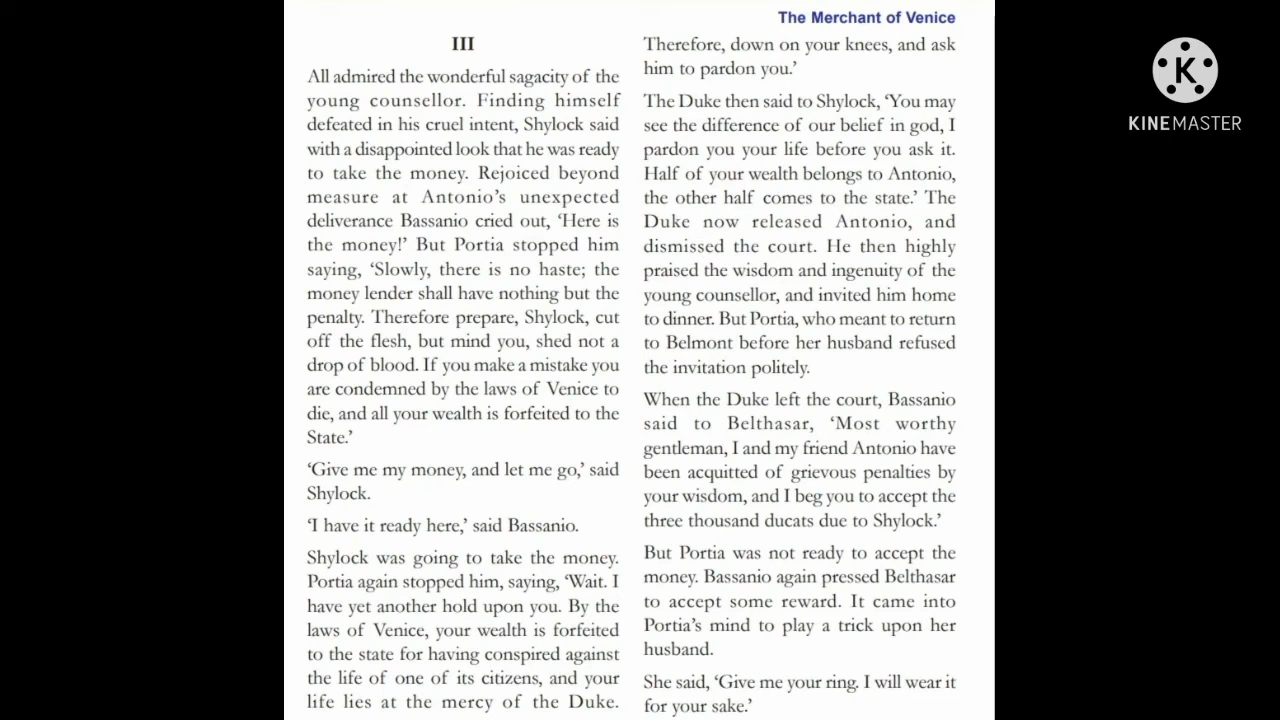 The Merchant of Venice
III
All admired the wonderful sagacity of the
young counsellor. Finding himself
defeated in his cruel intent, Shylock said
with a disappointed look that he was ready
to take the money. Rejoiced beyond
measure at Antonio's unexpected
deliverance Bassanio cried out, ‘Here is
the money!’ But Portia stopped him
saying, ‘Slowly, there is no haste; the
money lender shall have nothing but the
penalty. Therefore prepare, Shylock, cut
off the flesh, but mind you, shed not a
drop of blood. If you make a mistake you
are condemned by the laws of Venice to
die, and all your wealth is forfeited to the
State.’
‘Give me my money, and let me go,’ said
Shylock.
‘I have it ready here,’ said Bassanio.
Shylock was going to take the money.
Portia again stopped him, saying, ‘Wait. I
have yet another hold upon you. By the
laws of Venice, your wealth is forfeited
to the state for having conspired against
the life of one of its citizens, and your
life lies at the mercy of the Duke.
Therefore, down on your knees, and ask
him to pardon you.’
The Duke then said to Shylock, ‘You may
see the difference of our belief in god, I
pardon you your life before you ask it.
Half of your wealth belongs to Antonio,
the other half comes to the state.’ The
Duke now released Antonio, and
dismissed the court. He then highly
praised the wisdom and ingenuity of the
young counsellor, and invited him home
to dinner. But Portia, who meant to return
to Belmont before her husband refused
the invitation politely.
When the Duke left the court, Bassanio
said to Belthasar, ‘Most worthy
gentleman, I and my friend Antonio have
been acquitted of grievous penalties by
your wisdom, and I beg you to accept the
three thousand ducats due to Shylock.’
But Portia was not ready to accept the
money. Bassanio again pressed Belthasar
to accept some reward. It came into
Portia's mind to play a trick upon her
husband.
She said, ‘Give me your ring. I will wear it
for your sake.’
K
KINEMASTER